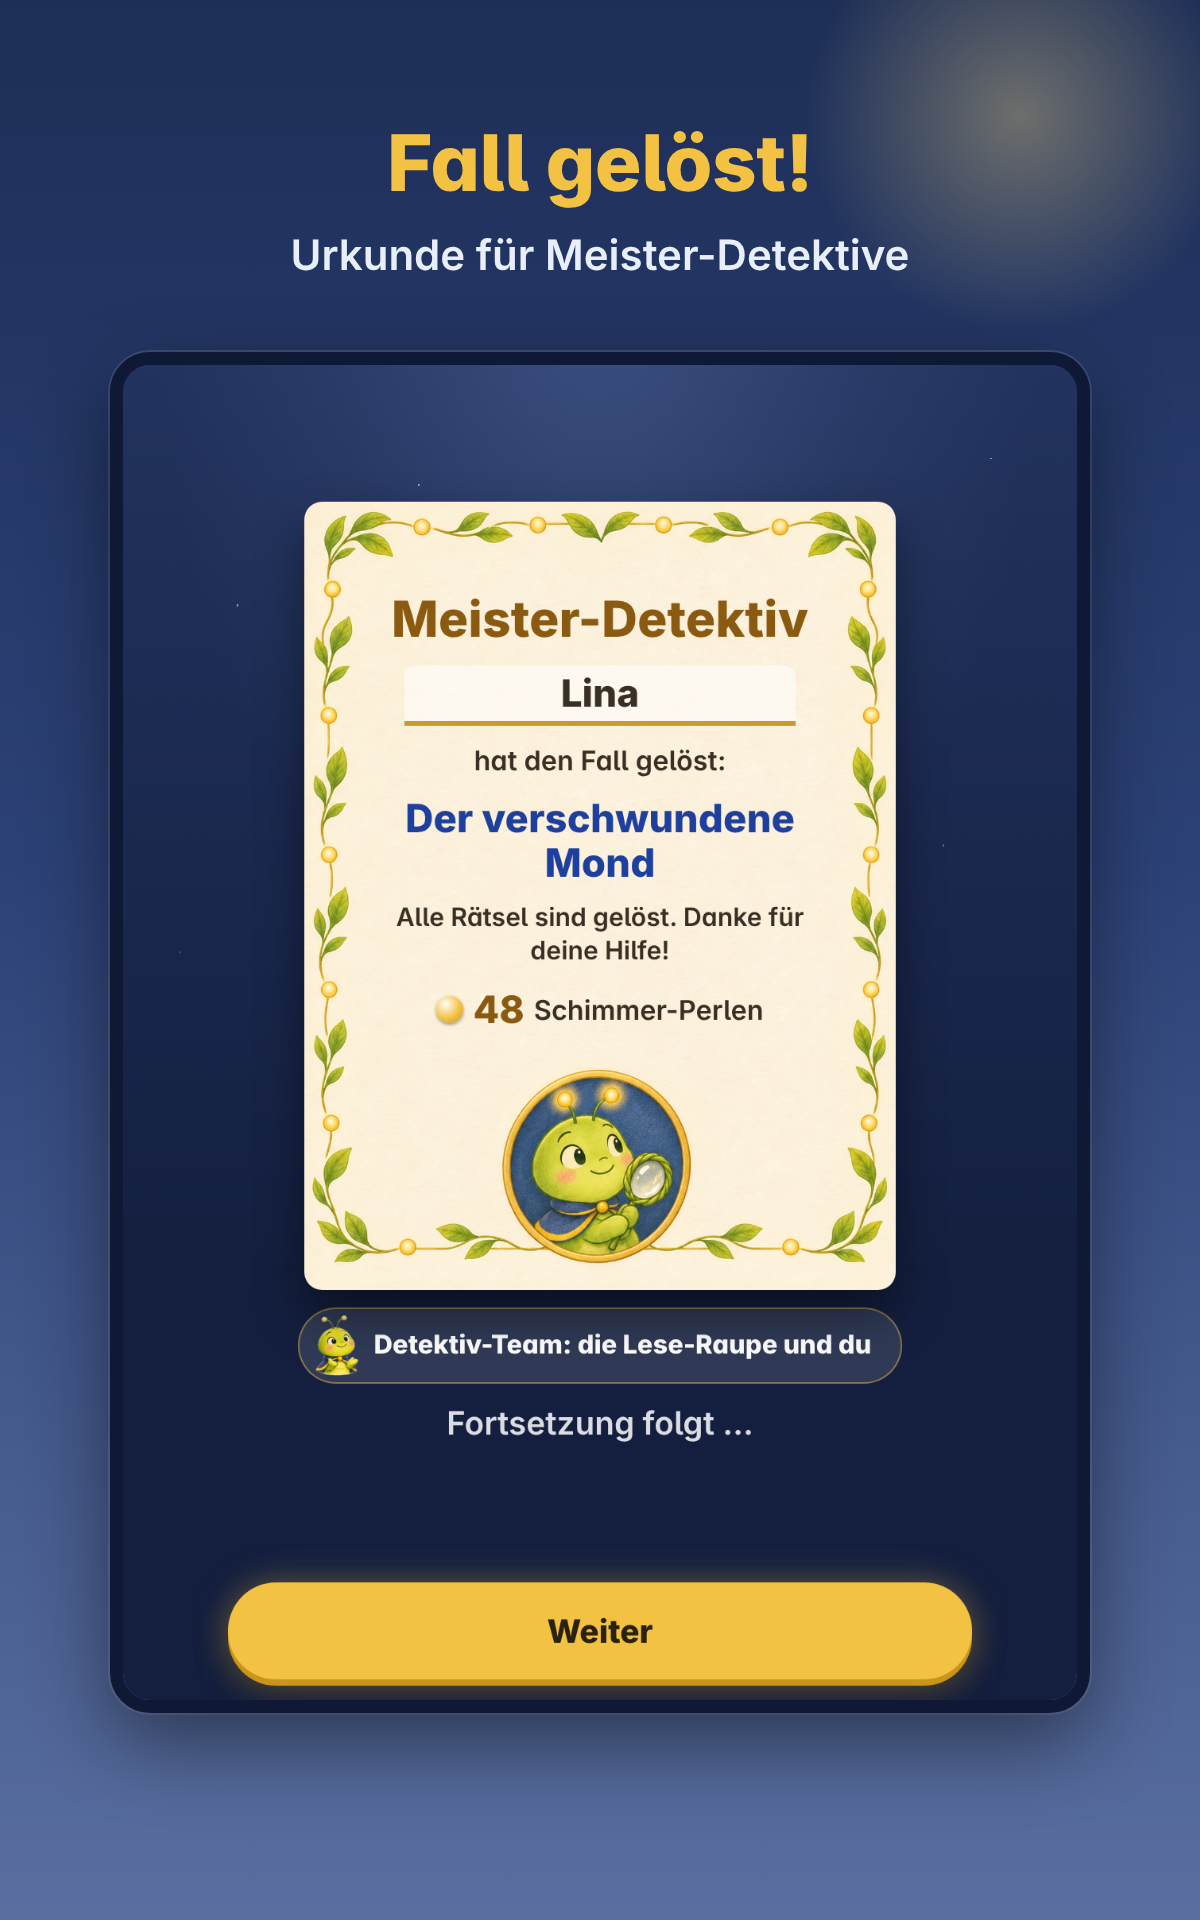 Fall gelöst!
Urkunde für Meister-Detektive
Meister-Detektiv
Lina
hat den Fall gelöst:
Der verschwundene
Mond
Alle Rätsel sind gelöst. Danke für
deine Hilfe!
48 Schimmer-Perlen
Detektiv-Team: die Lese-Raupe und du
Fortsetzung folgt ...
Weiter